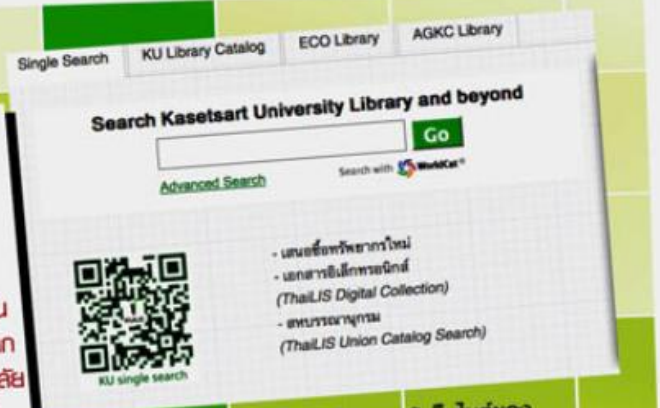 Single Search KU Library Catalog ECO Library AGKC Library
Search Kasetsart University Library and beyond
Go
Advanced Search Search with WorldCat®
- เสนอซื้อทรัพยากรใหม่
- เอกสารอิเล็กทรอนิกส์
(ThaiLIS Digital Collection)
- สหบรรณานุกรม
(ThaiLIS Union Catalog Search)
KU single search